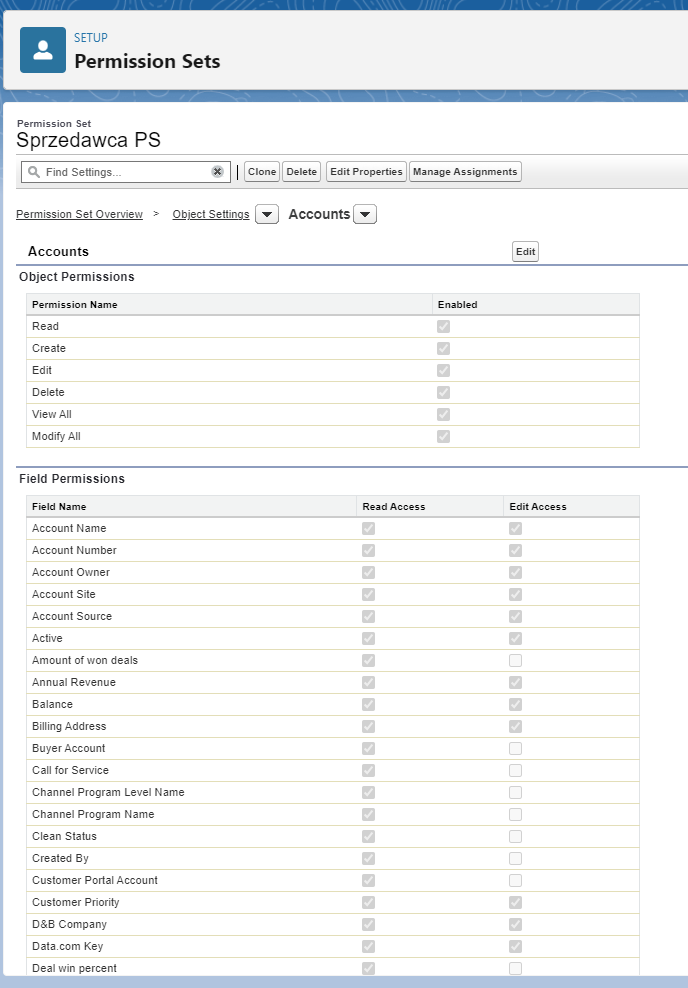 SETUP
Permission Sets
Permission Set
Sprzedawca PS
Find Settings... Clone Delete Edit Properties Manage Assignments
Permission Set Overview > Object Settings Accounts
Accounts Edit
Object Permissions
Permission Name Enabled
Read
Create
Edit
Delete
View All
Modify All
Field Permissions
Field Name Read Access Edit Access
Account Name
Account Number
Account Owner
Account Site
Account Source
Active
Amount of won deals
Annual Revenue
Balance
Billing Address
Buyer Account
Call for Service
Channel Program Level Name
Channel Program Name
Clean Status
Created By
Customer Portal Account
Customer Priority
D&B Company
Data.com Key
Deal win percent